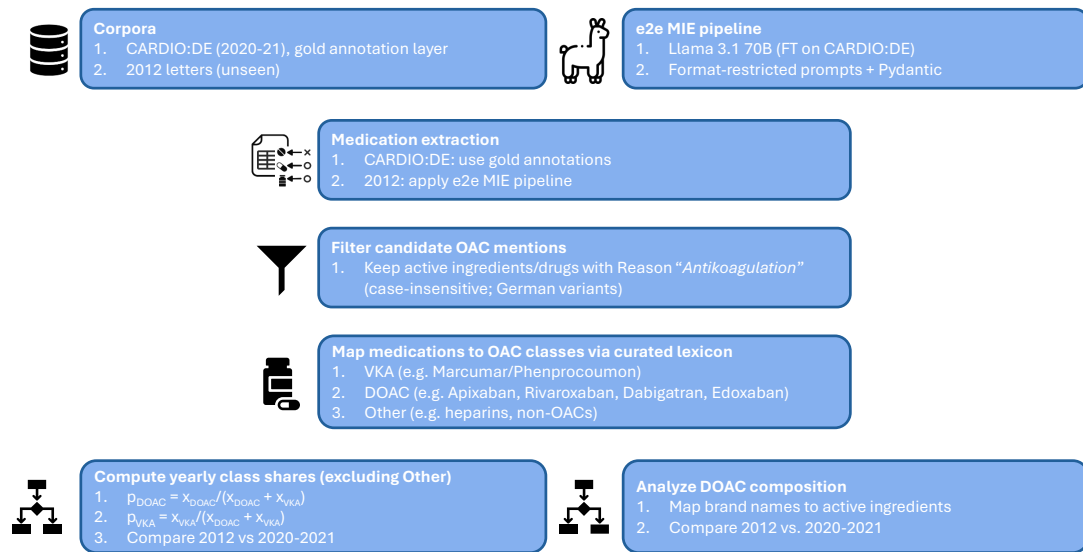 Corpora
1. CARDIO:DE (2020-21), gold annotation layer
2. 2012 letters (unseen)
e2e MIE pipeline
1. Llama 3.1 70B (FT on CARDIO:DE)
2. Format-restricted prompts + Pydantic
Medication extraction
1. CARDIO:DE: use gold annotations
2. 2012: apply e2e MIE pipeline
Filter candidate OAC mentions
1. Keep active ingredients/drugs with Reason “Antikoagulation”
(case-insensitive; German variants)
Map medications to OAC classes via curated lexicon
1. VKA (e.g. Marcumar/Phenprocoumon)
2. DOAC (e.g. Apixaban, Rivaroxaban, Dabigatran, Edoxaban)
3. Other (e.g. heparins, non-OACs)
Compute yearly class shares (excluding Other)
1. pDOAC = xDOAC/(xDOAC + xVKA)
2. pVKA = xVKA/(xDOAC + xVKA)
3. Compare 2012 vs 2020-2021
Analyze DOAC composition
1. Map brand names to active ingredients
2. Compare 2012 vs. 2020-2021